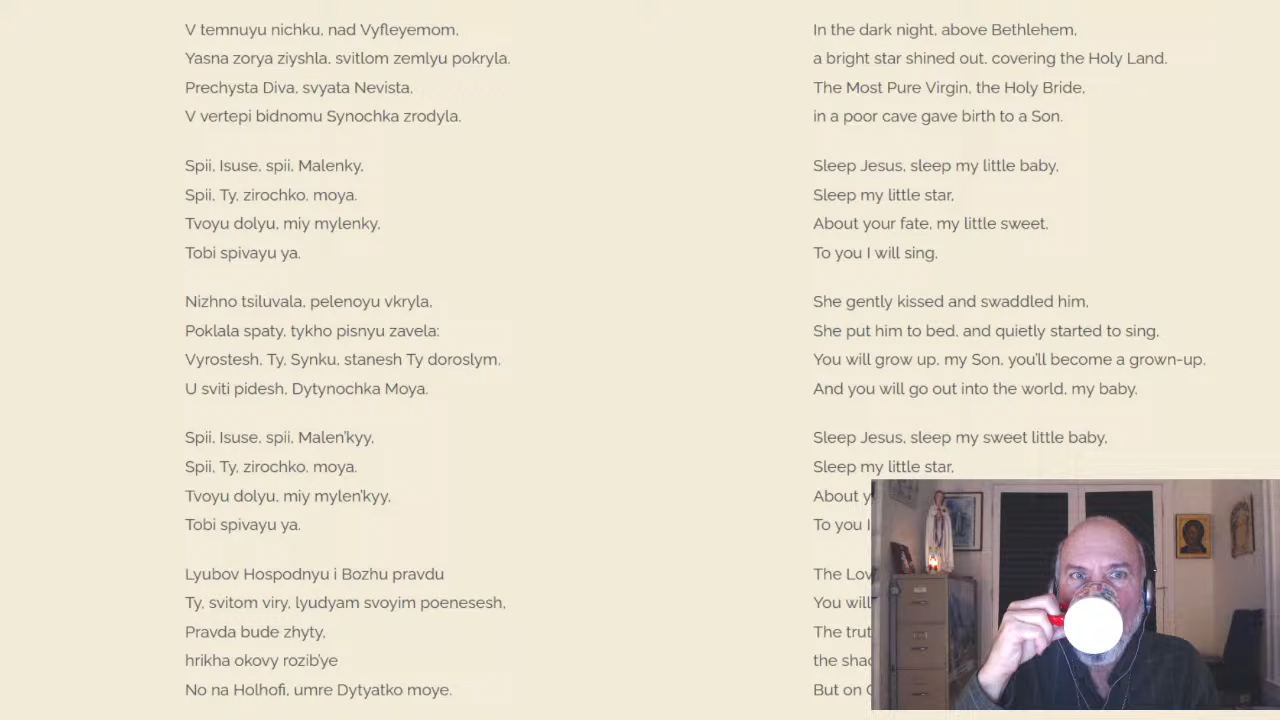 V temnuyu nichku, nad Vyfleyemom,
Yasna zorya ziyshla, svitlom zemlyu pokryla.
Prechysta Diva, svyata Nevista,
V vertepi bidnomu Synochka zrodyla.
Spii, Isuse, spii, Malenky,
Spii, Ty, zirochko, moya.
Tvoyu dolyu, miy mylenky,
Tobi spivayu ya.
Nizhno tsiluvala, pelenoyu vkryla,
Poklala spaty, tykho pisnyu zavela:
Vyrostesh, Ty, Synku, stanesh Ty doroslym.
U sviti pidesh, Dytynochka Moya.
Spii, Isuse, spii, Malen'kyy,
Spii, Ty, zirochko, moya.
Tvoyu dolyu, miy mylen'kyy,
Tobi spivayu ya.
Lyubov Hospodnyu i Bozhu pravdu
Ty, svitom viry, lyudyam svoyim poenesesh,
Pravda bude zhyty,
hrikha okovy rozib'ye
No na Holhofi, umre Dytyatko moye.
In the dark night, above Bethlehem,
a bright star shined out, covering the Holy Land.
The Most Pure Virgin, the Holy Bride,
in a poor cave gave birth to a Son.
Sleep Jesus, sleep my little baby,
Sleep my little star,
About your fate, my little sweet,
To you I will sing.
She gently kissed and swaddled him,
She put him to bed, and quietly started to sing,
You will grow up, my Son, you'll become a grown-up,
And you will go out into the world, my baby.
Sleep Jesus, sleep my sweet little baby,
Sleep my little star,
About
To you I
The
You will
The
the
But on